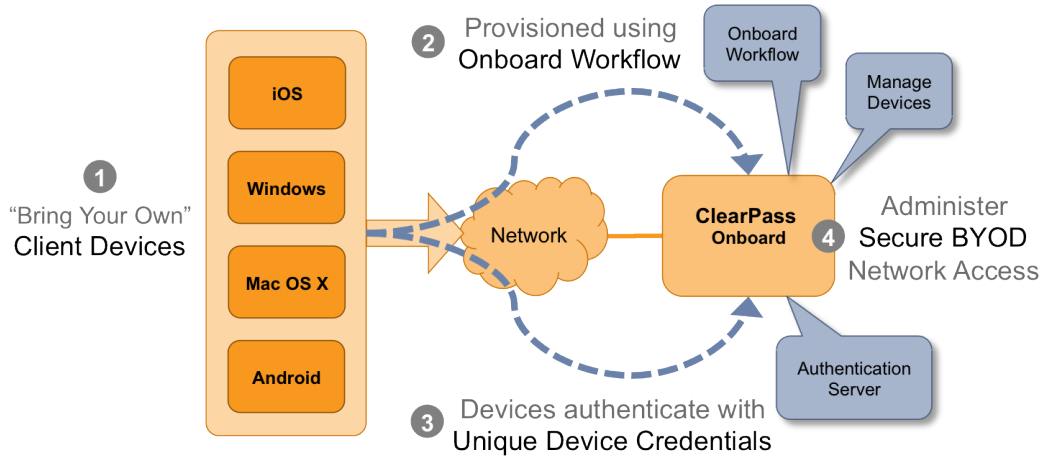 1
“Bring Your Own”
Client Devices
iOS
Windows
Mac OS X
Android
2
Provisioned using
Onboard Workflow
Network
3
Devices authenticate with
Unique Device Credentials
Onboard
Workflow
Manage
Devices
ClearPass
Onboard
4
Administer
Secure BYOD
Network Access
Authentication
Server